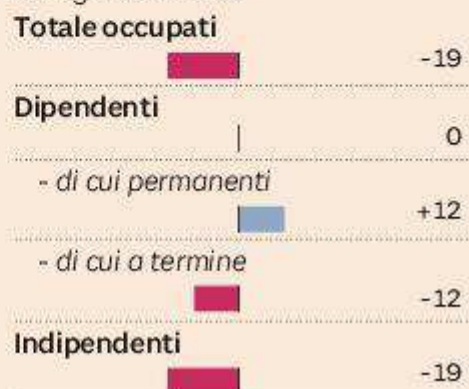 Totale occupati
-19
Dipendenti
0
- di cui permanenti
+12
- di cui a termine
-12
Indipendenti
-19